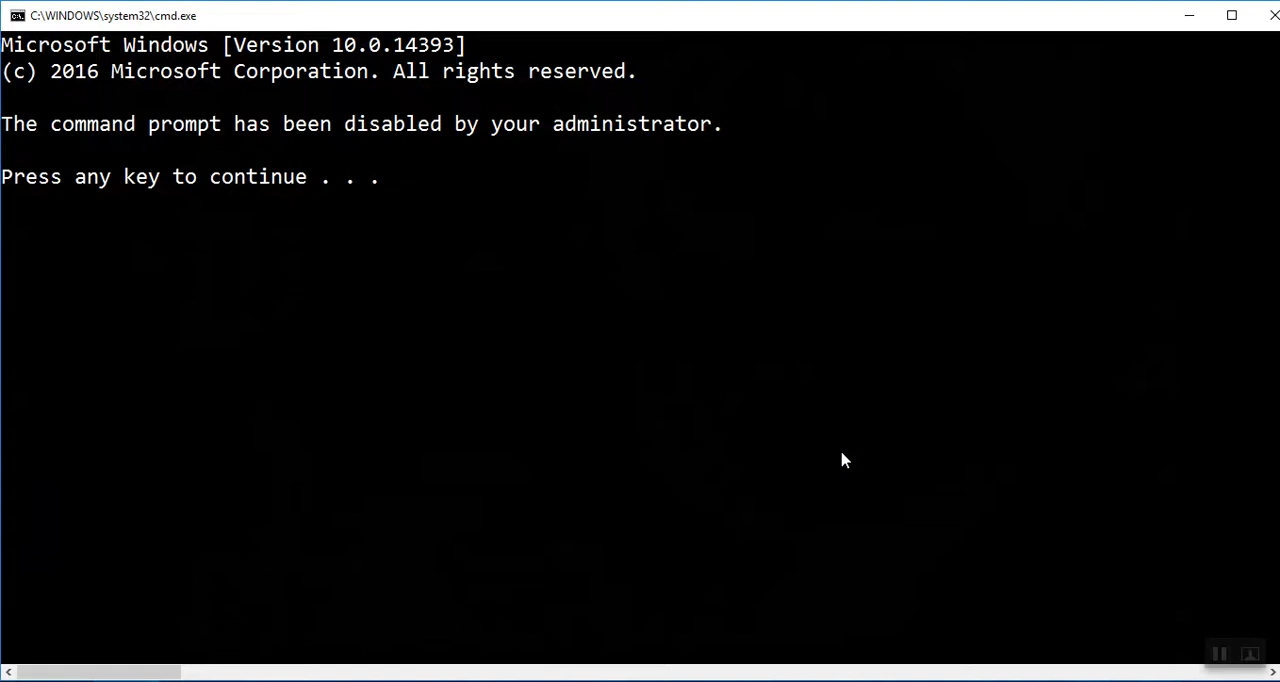 C:\WINDOWS\system32\cmd.exe
Microsoft Windows [Version 10.0.14393]
(c) 2016 Microsoft Corporation. All rights reserved.
The command prompt has been disabled by your administrator.
Press any key to continue . . .